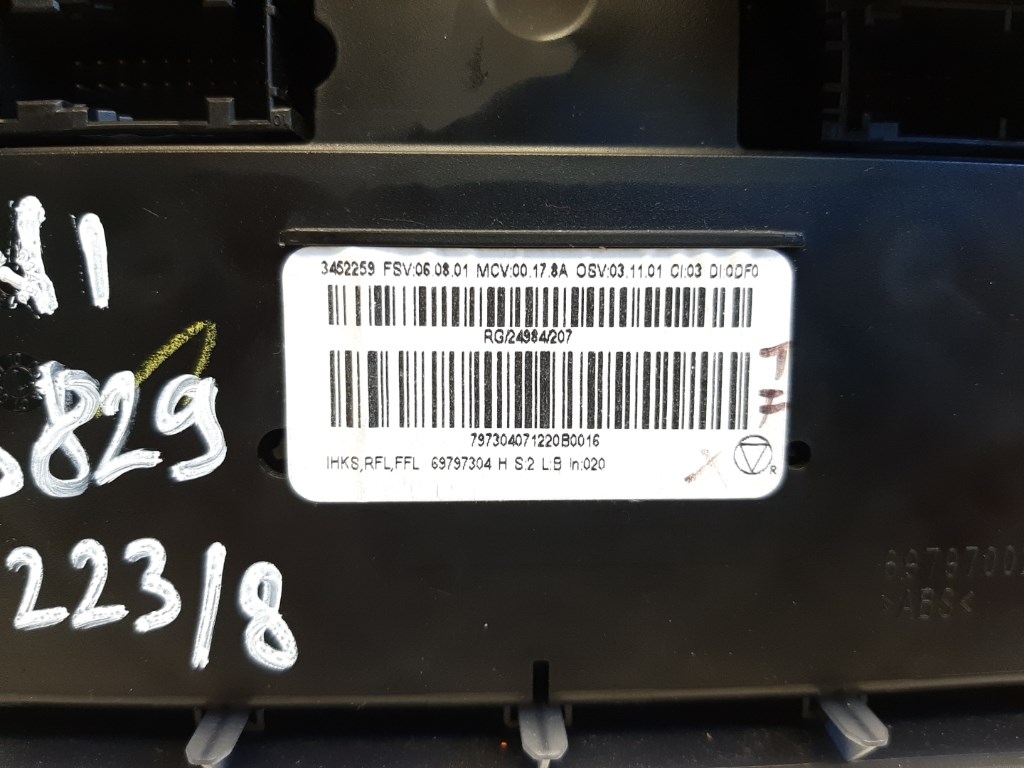 3452259 FSV:06.08.01 MCV:00.17.8A OSV:03.11.01 CI:03 DI:0DF0
RG/24984/207
797304071220B0016
IHKS,RFL,FFL 69797304 H S:2 L:B In:020
R
829
223/8
>ABS<